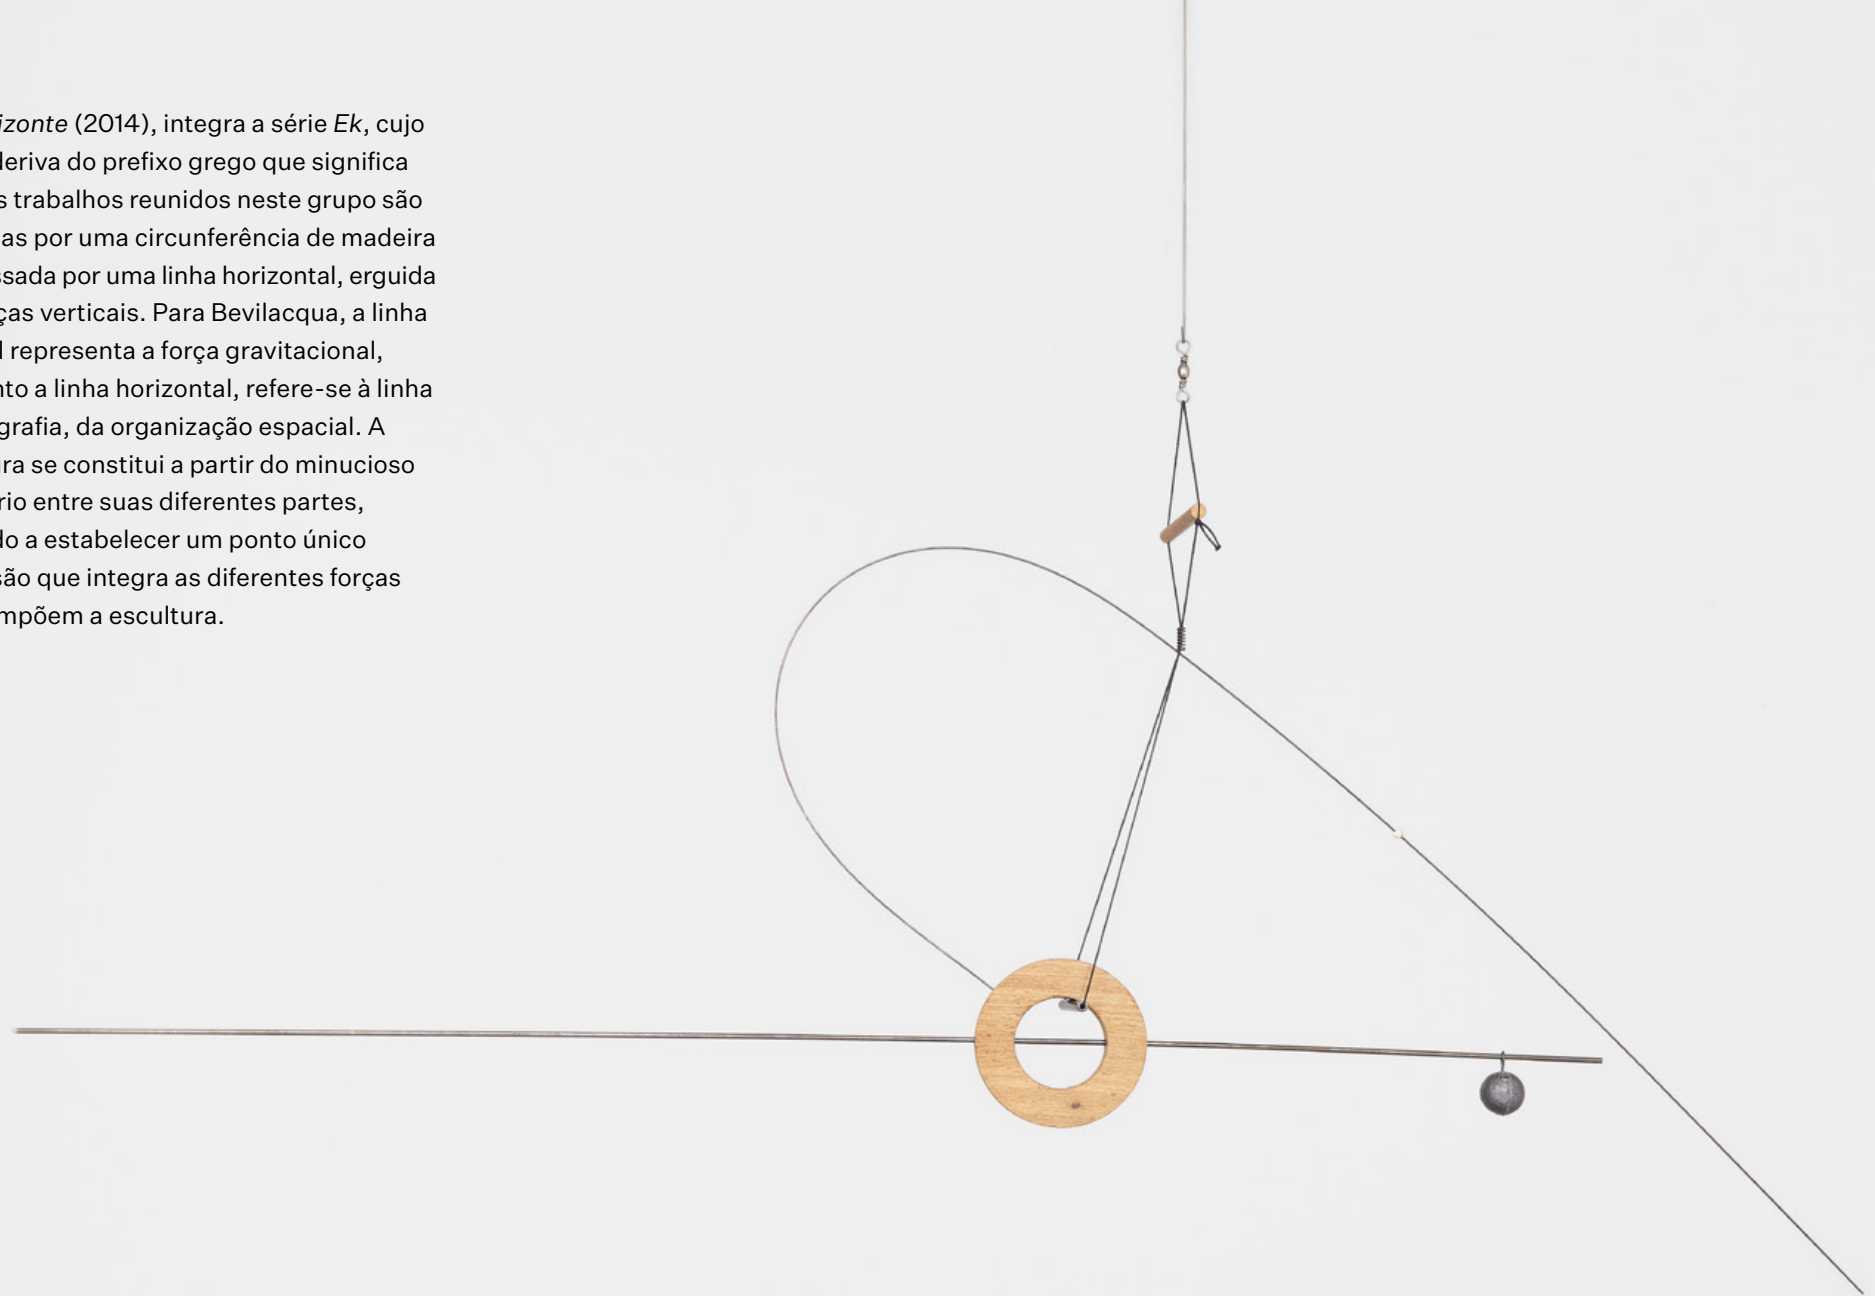 izonte (2014), integra a série Ek, cujo
deriva do prefixo grego que significa
s trabalhos reunidos neste grupo são
as por uma circunferência de madeira
ssada por uma linha horizontal, erguida
ças verticais. Para Bevilacqua, a linha
l representa a força gravitacional,
nto a linha horizontal, refere-se à linha
grafia, da organização espacial. A
ra se constitui a partir do minucioso
rio entre suas diferentes partes,
do a estabelecer um ponto único
são que integra as diferentes forças
mpõem a escultura.